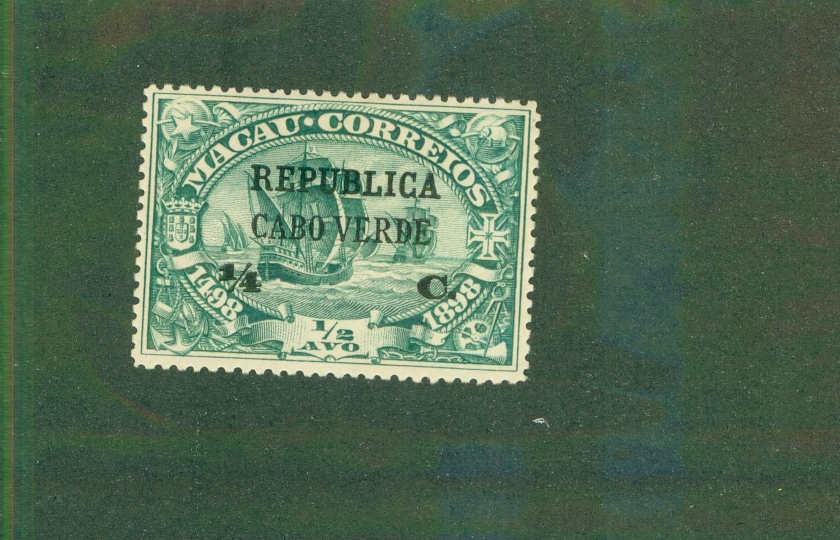 MACAU · CORREIOS
REPUBLICA
CABO VERDE
¼ C.
1498 1898
1/2
AVO